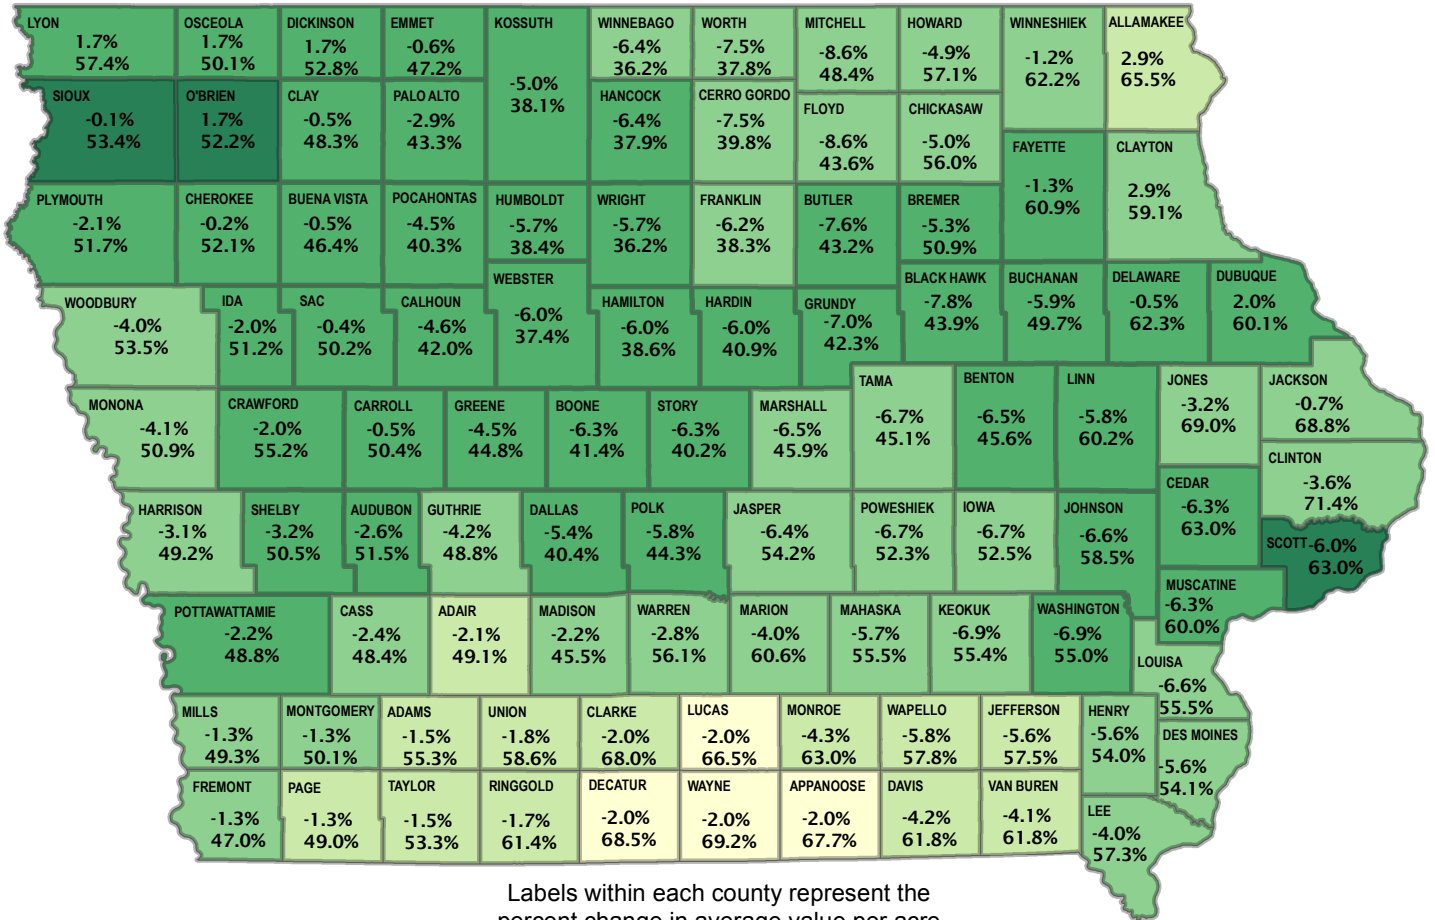 LYON
1.7%
57.4%
OSCEOLA
1.7%
50.1%
DICKINSON
1.7%
52.8%
EMMET
-0.6%
47.2%
KOSSUTH
-5.0%
38.1%
WINNEBAGO
-6.4%
36.2%
WORTH
-7.5%
37.8%
MITCHELL
-8.6%
48.4%
HOWARD
-4.9%
57.1%
WINNESHIEK
-1.2%
62.2%
ALLAMAKEE
2.9%
65.5%
SIOUX
-0.1%
53.4%
O'BRIEN
1.7%
52.2%
CLAY
-0.5%
48.3%
PALO ALTO
-2.9%
43.3%
HANCOCK
-6.4%
37.9%
CERRO GORDO
-7.5%
39.8%
FLOYD
-8.6%
43.6%
CHICKASAW
-5.0%
56.0%
FAYETTE
-1.3%
60.9%
CLAYTON
2.9%
59.1%
PLYMOUTH
-2.1%
51.7%
CHEROKEE
-0.2%
52.1%
BUENA VISTA
-0.5%
46.4%
POCAHONTAS
-4.5%
40.3%
HUMBOLDT
-5.7%
38.4%
WRIGHT
-5.7%
36.2%
FRANKLIN
-6.2%
38.3%
BUTLER
-7.6%
43.2%
BREMER
-5.3%
50.9%
WOODBURY
-4.0%
53.5%
IDA
-2.0%
51.2%
SAC
-0.4%
50.2%
CALHOUN
-4.6%
42.0%
WEBSTER
-6.0%
37.4%
HAMILTON
-6.0%
38.6%
HARDIN
-6.0%
40.9%
GRUNDY
-7.0%
42.3%
BLACK HAWK
-7.8%
43.9%
BUCHANAN
-5.9%
49.7%
DELAWARE
-0.5%
62.3%
DUBUQUE
2.0%
60.1%
MONONA
-4.1%
50.9%
CRAWFORD
-2.0%
55.2%
CARROLL
-0.5%
50.4%
GREENE
-4.5%
44.8%
BOONE
-6.3%
41.4%
STORY
-6.3%
40.2%
MARSHALL
-6.5%
45.9%
TAMA
-6.7%
45.1%
BENTON
-6.5%
45.6%
LINN
-5.8%
60.2%
JONES
-3.2%
69.0%
JACKSON
-0.7%
68.8%
CLINTON
-3.6%
71.4%
HARRISON
-3.1%
49.2%
SHELBY
-3.2%
50.5%
AUDUBON
-2.6%
51.5%
GUTHRIE
-4.2%
48.8%
DALLAS
-5.4%
40.4%
POLK
-5.8%
44.3%
JASPER
-6.4%
54.2%
POWESHIEK
-6.7%
52.3%
IOWA
-6.7%
52.5%
JOHNSON
-6.6%
58.5%
CEDAR
-6.3%
63.0%
SCOTT -6.0%
63.0%
MUSCATINE
-6.3%
60.0%
POTTAWATTAMIE
-2.2%
48.8%
CASS
-2.4%
48.4%
ADAIR
-2.1%
49.1%
MADISON
-2.2%
45.5%
WARREN
-2.8%
56.1%
MARION
-4.0%
60.6%
MAHASKA
-5.7%
55.5%
KEOKUK
-6.9%
55.4%
WASHINGTON
-6.9%
55.0%
LOUISA
-6.6%
55.5%
MILLS
-1.3%
49.3%
MONTGOMERY
-1.3%
50.1%
ADAMS
-1.5%
55.3%
UNION
-1.8%
58.6%
CLARKE
-2.0%
68.0%
LUCAS
-2.0%
66.5%
MONROE
-4.3%
63.0%
WAPELLO
-5.8%
57.8%
JEFFERSON
-5.6%
57.5%
HENRY
-5.6%
54.0%
DES MOINES
-5.6%
54.1%
FREMONT
-1.3%
47.0%
PAGE
-1.3%
49.0%
TAYLOR
-1.5%
53.3%
RINGGOLD
-1.7%
61.4%
DECATUR
-2.0%
68.5%
WAYNE
-2.0%
69.2%
APPANOOSE
-2.0%
67.7%
DAVIS
-4.2%
61.8%
VAN BUREN
-4.1%
61.8%
LEE
-4.0%
57.3%
Labels within each county represent the
percent change in average value per acre